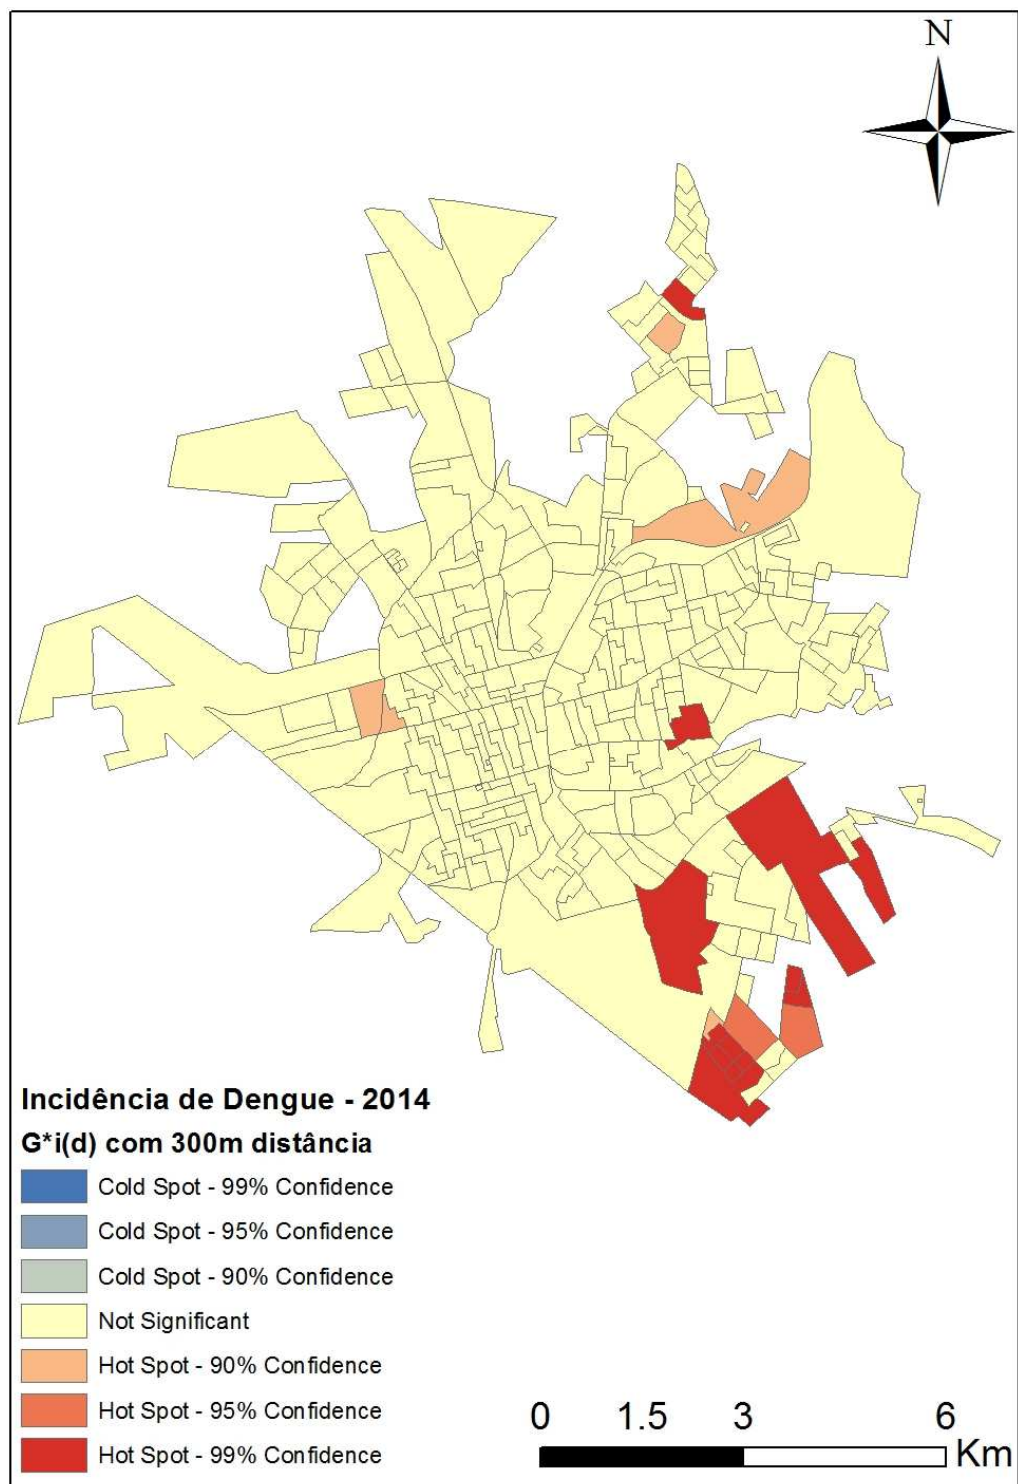 N
Incidência de Dengue - 2014
G*i(d) com 300m distância
Cold Spot - 99% Confidence
Cold Spot - 95% Confidence
Cold Spot - 90% Confidence
Not Significant
Hot Spot - 90% Confidence
Hot Spot - 95% Confidence
Hot Spot - 99% Confidence
0 1.5 3 6
Km